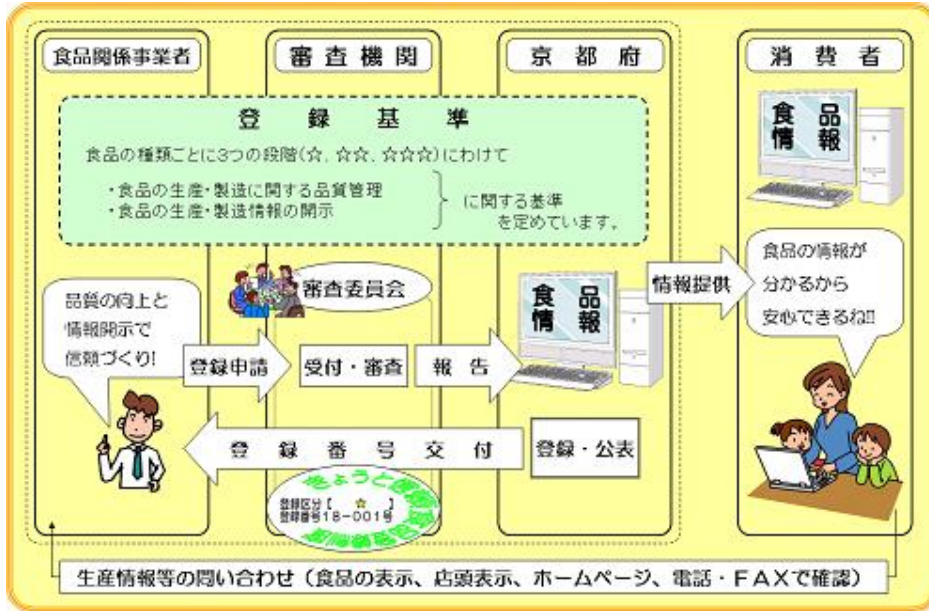 食品関係事業者
審査機関
京都府
消費者
登録基準
食品の種類ごとに3つの段階(☆,☆☆,☆☆☆)にわけて
・食品の生産・製造に関する品質管理
・食品の生産・製造情報の開示
に関する基準
を定めています。
食品
情報
食品の情報が
分かるから
安心できるね!!
品質の向上と
情報開示で
信頼づくり!
審査委員会
食品
情報
情報提供
登録申請
受付・審査
報告
登録・公表
登録番号交付
登録区分[ ☆ ]
登録番号18-001号
生産情報等の問い合わせ(食品の表示、店頭表示、ホームページ、電話・FAXで確認)